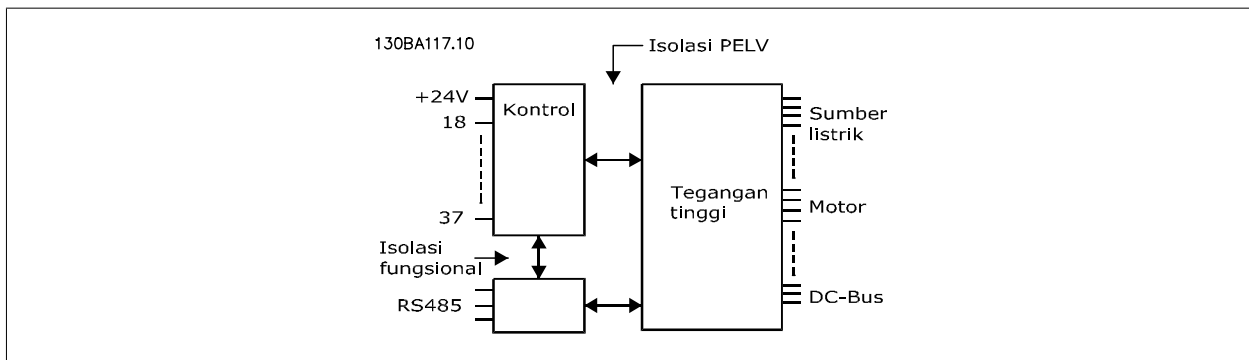 130BA117.10
Isolasi PELV
+24V
Kontrol
18
Sumber
listrik
Tegangan
tinggi
37
Motor
Isolasi
fungsional
RS485
DC-Bus